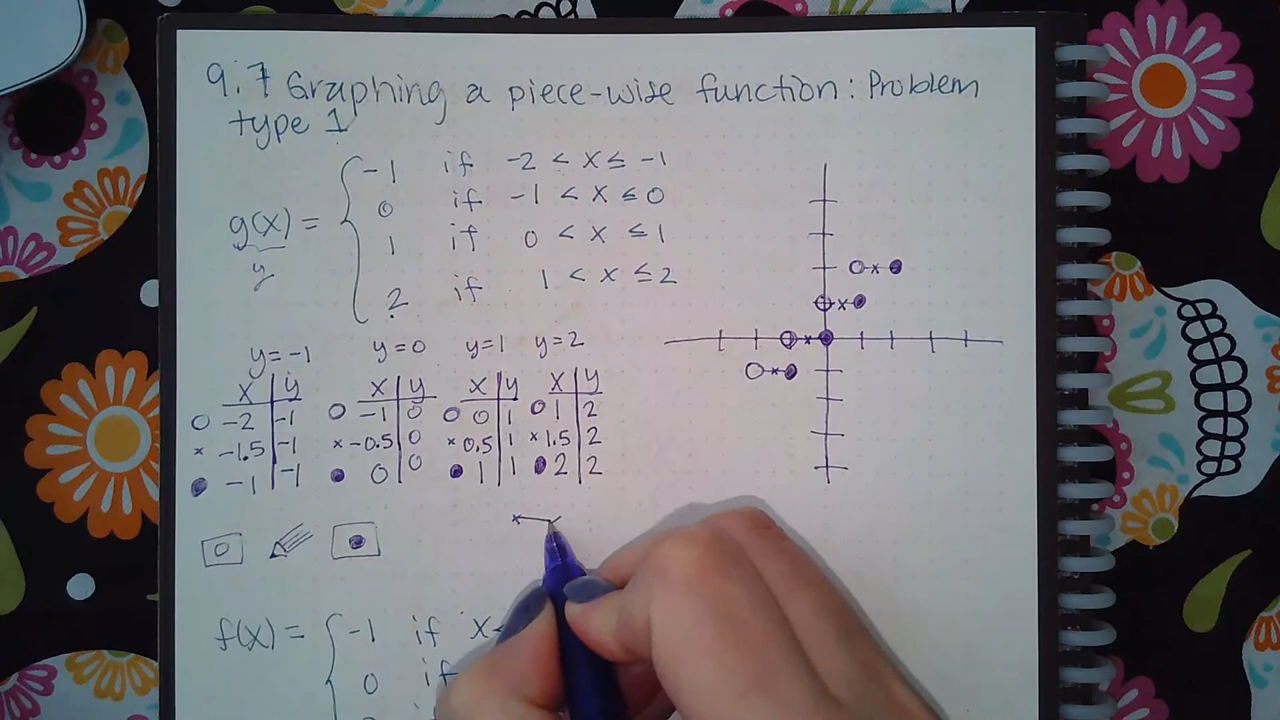 9.7 Graphing a piece-wise function: Problem
type 1
g(x) = { -1 if -2 < x ≤ -1
0 if -1 < x ≤ 0
1 if 0 < x ≤ 1
2 if 1 < x ≤ 2
y
y=-1 y=0 y=1 y=2
x y x y x y x y
-2 -1 -1 0 0 1 1 2
x -1.5 -1 x -0.5 0 x 0.5 1 x 1.5 2
-1 -1 0 0 1 1 2 2
f(x) = { -1 if x
0 if